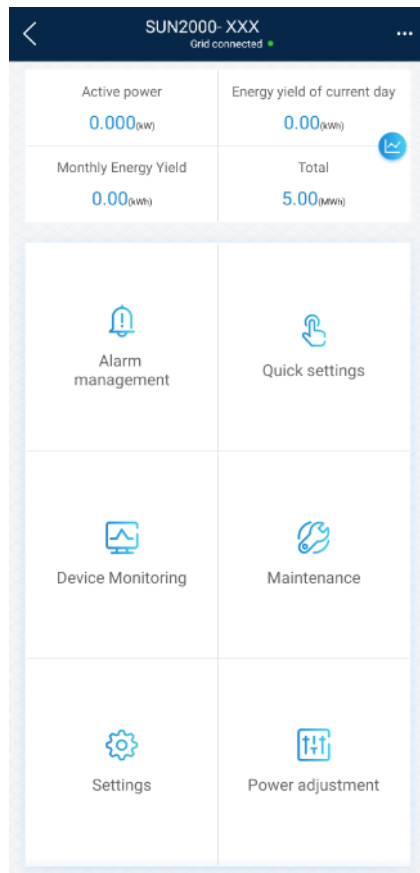 SUN2000- XXX
Grid connected
Active power
0.000(kW)
Energy yield of current day
0.00(kWh)
Monthly Energy Yield
0.00(kWh)
Total
5.00(MWh)
Alarm
management
Quick settings
Device Monitoring
Maintenance
Settings
Power adjustment